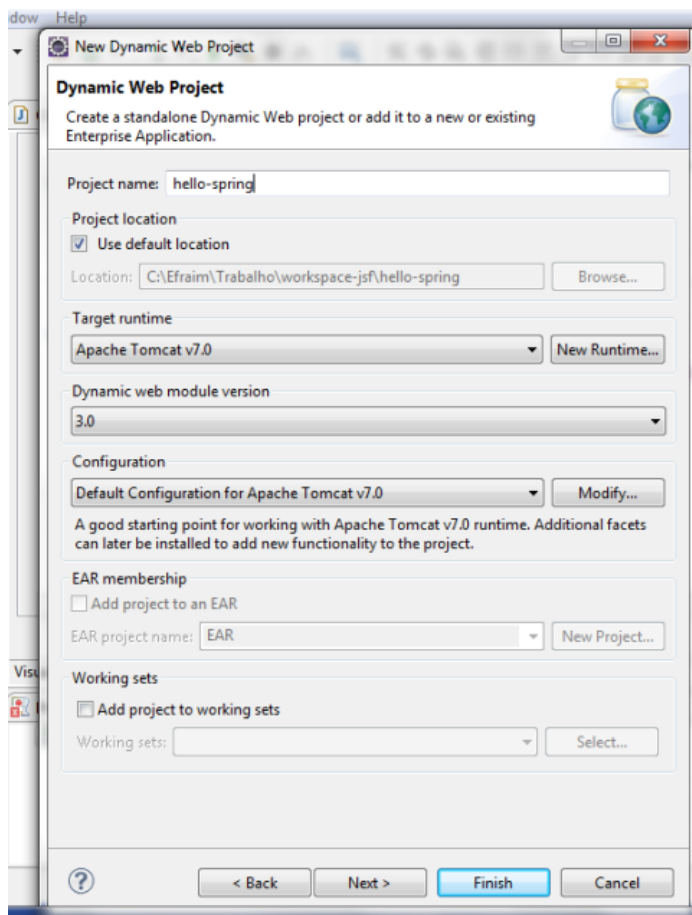 dow Help
New Dynamic Web Project
Dynamic Web Project
Create a standalone Dynamic Web project or add it to a new or existing
Enterprise Application.
Project name: hello-spring
Project location
Use default location
Location: C:\Efraim\Trabalho\workspace-jsf\hello-spring Browse...
Target runtime
Apache Tomcat v7.0 New Runtime...
Dynamic web module version
3.0
Configuration
Default Configuration for Apache Tomcat v7.0 Modify...
A good starting point for working with Apache Tomcat v7.0 runtime. Additional facets
can later be installed to add new functionality to the project.
EAR membership
Add project to an EAR
EAR project name: EAR New Project...
Visu
Working sets
Add project to working sets
Working sets: Select...
? < Back Next > Finish Cancel